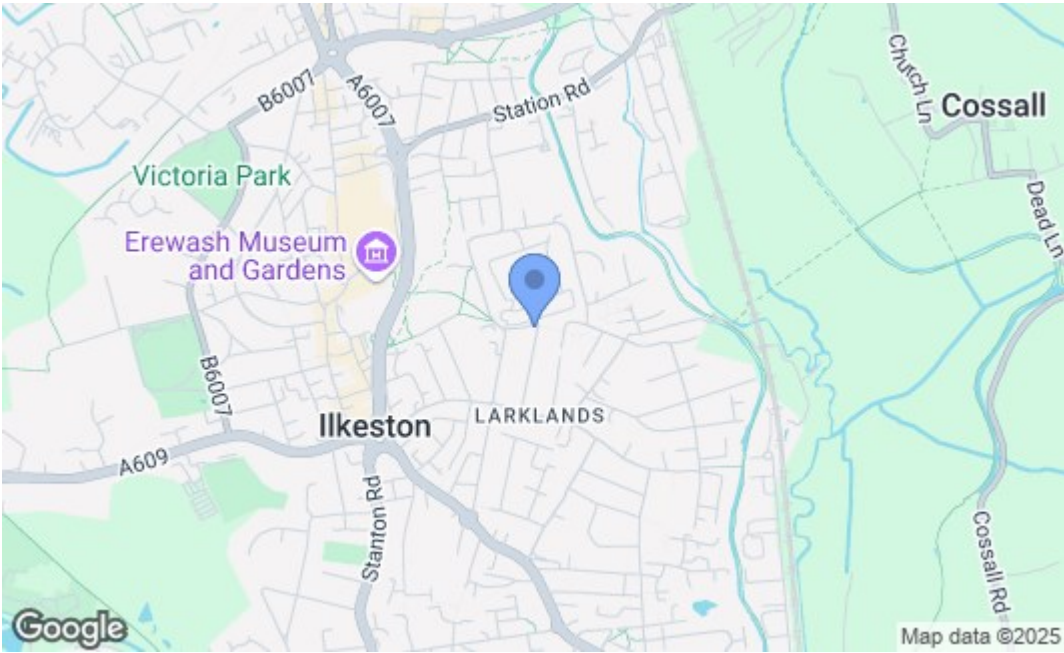 B6007
A6007
Station Rd
Church Ln
Cossall
Dead Ln
Victoria Park
Erewash Museum
and Gardens
B6007
Ilkeston
LARKLANDS
A609
Stanton Rd
Cossall Rd
Google
Map data ©2025